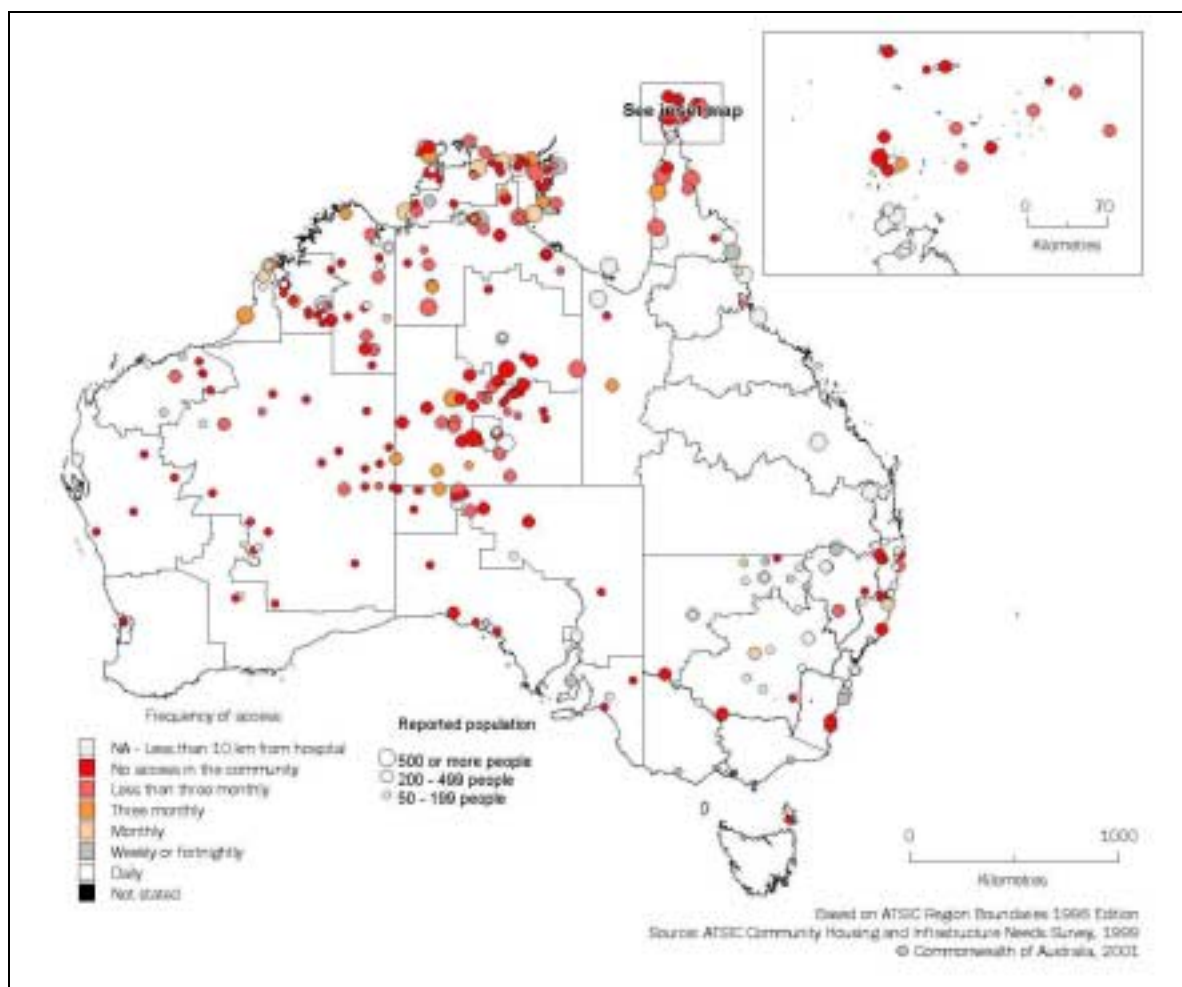 See inset map
0 70
Kilometres
Frequency of access
NA - Less than 10 km from hospital
No access in the community
Less than three monthly
Three monthly
Monthly
Weekly or fortnightly
Daily
Not stated
Reported population
500 or more people
200 - 499 people
50 - 199 people
0 1000
Kilometres
Based on ATSIC Region Boundaries 1996 Edition
Source: ATSIC Community Housing and Infrastructure Needs Survey, 1999
© Commonwealth of Australia, 2001